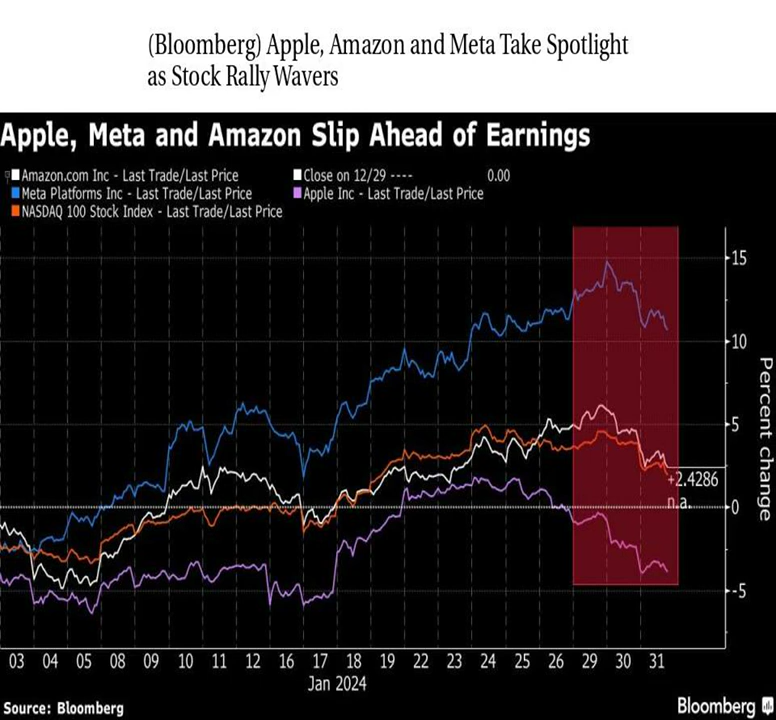 (Bloomberg) Apple, Amazon and Meta Take Spotlight
as Stock Rally Wavers
Apple, Meta and Amazon Slip Ahead of Earnings
Amazon.com Inc - Last Trade/Last Price
Close on 12/29 ---- 0.00
Meta Platforms Inc - Last Trade/Last Price
Apple Inc - Last Trade/Last Price
NASDAQ 100 Stock Index - Last Trade/Last Price
15
10
5
+2.4286
n.a.
0
-5
Percent change
03 04 05 08 09 10 11 12 16 17 18 19 22 23 24 25 26 29 30 31
Jan 2024
Source: Bloomberg
Bloomberg